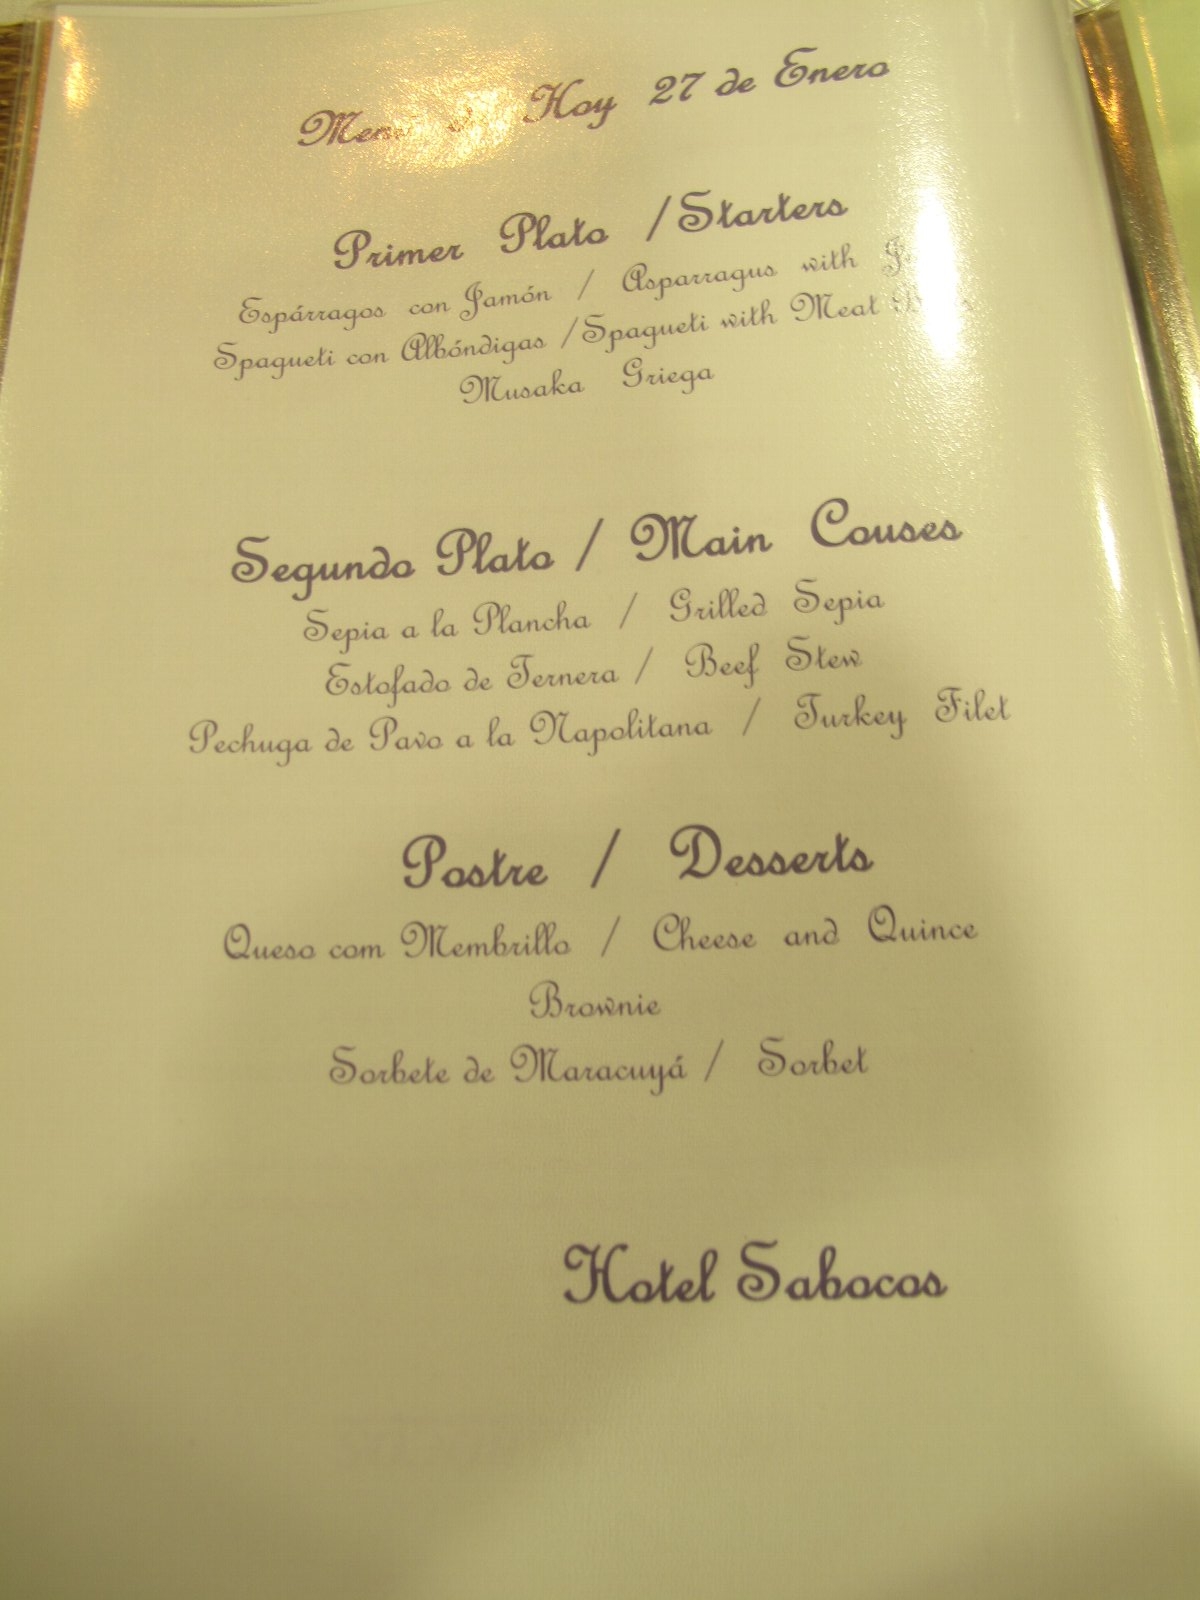 Menú de Hoy 27 de Enero
Primer Plato / Starters
Espárragos con Jamón / Asparragus with
Spagueti con Albóndigas / Spagueti with Meat
Musaka Griega
Segundo Plato / Main Couses
Sepia a la Plancha / Grilled Sepia
Estofado de Ternera / Beef Stew
Pechuga de Pavo a la Napolitana / Turkey Filet
Postre / Desserts
Queso com Membrillo / Cheese and Quince
Brownie
Sorbete de Maracuyá / Sorbet
Hotel Sabocos